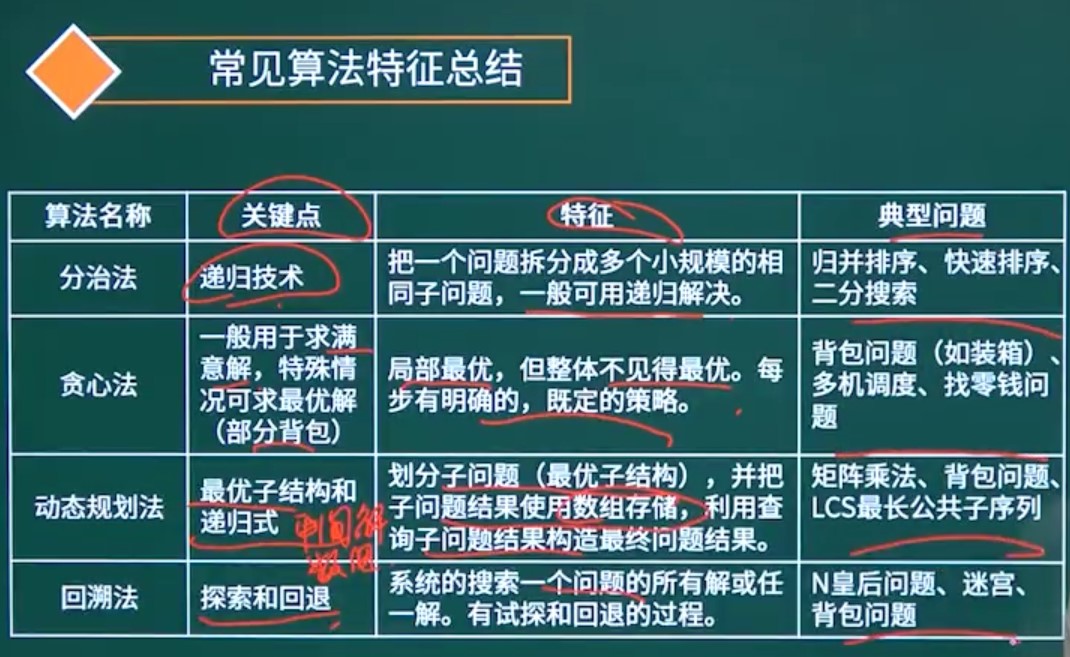 常见算法特征总结
算法名称
关键点
特征
典型问题
分治法
递归技术
把一个问题拆分成多个小规模的相
同子问题，一般可用递归解决。
归并排序、快速排序、
二分搜索
贪心法
一般用于求满
意解，特殊情
况可求最优解
（部分背包）
局部最优，但整体不见得最优。每
步有明确的，既定的策略。
背包问题（如装箱）、
多机调度、找零钱问
题
动态规划法
最优子结构和
递归式
中间解
划分子问题（最优子结构），并把
子问题结果使用数组存储，利用查
询子问题结果构造最终问题结果。
矩阵乘法、背包问题、
LCS最长公共子序列
回溯法
探索和回退
系统的搜索一个问题的所有解或任
一解。有试探和回退的过程。
N皇后问题、迷宫、
背包问题